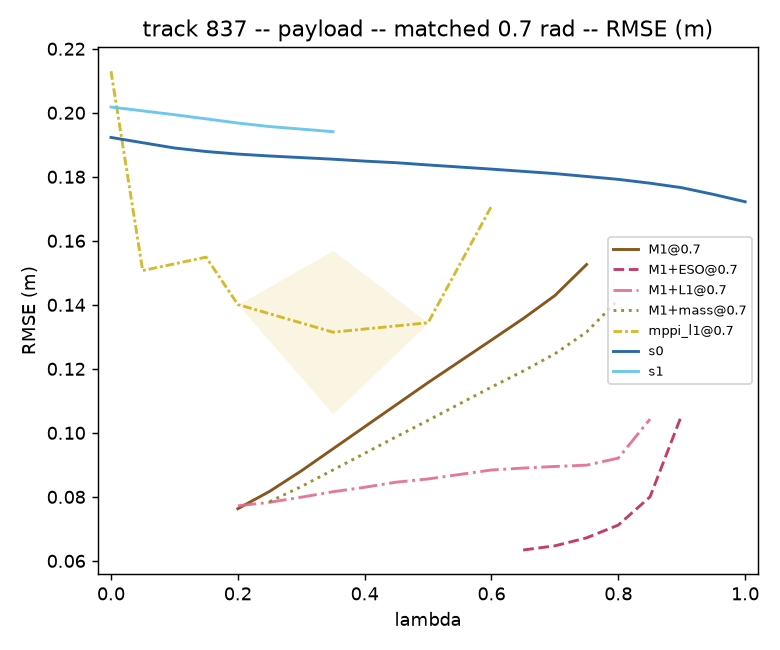 track 837 -- payload -- matched 0.7 rad -- RMSE (m)
RMSE (m)
0.22
0.20
0.18
0.16
0.14
0.12
0.10
0.08
0.06
M1@0.7
M1+ESO@0.7
M1+L1@0.7
M1+mass@0.7
mppi_l1@0.7
s0
s1
0.0 0.2 0.4 0.6 0.8 1.0
lambda